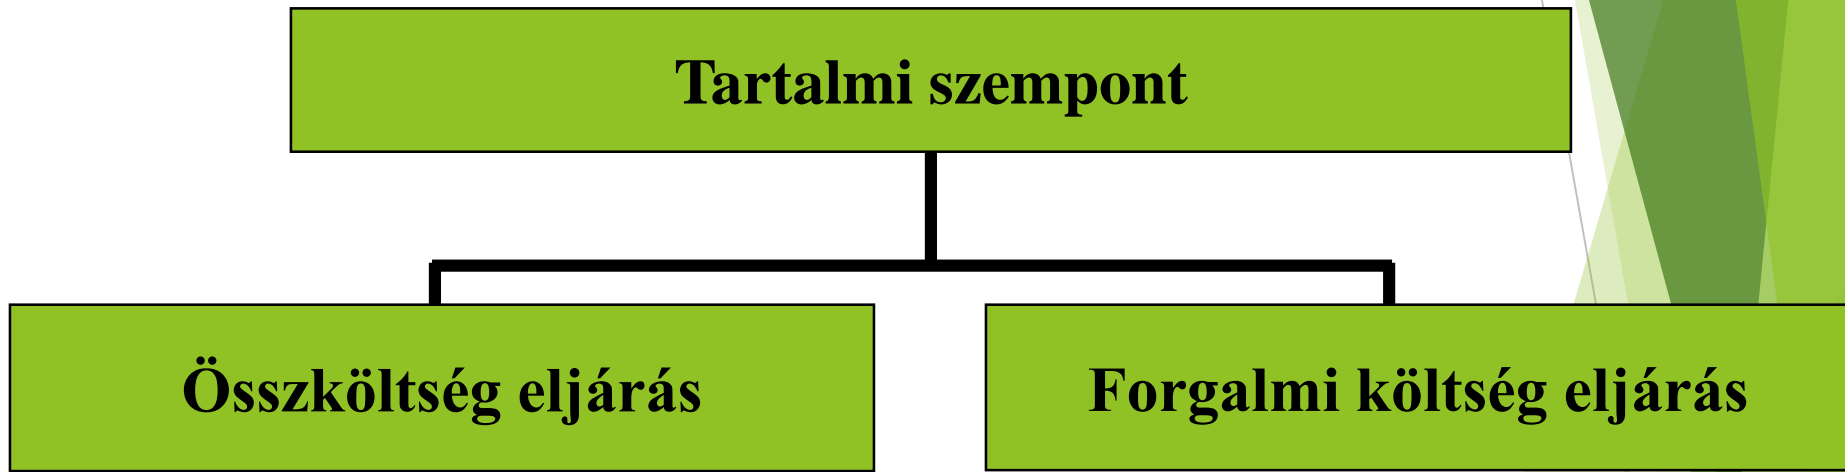 Tartalmi szempont
Összköltség eljárás
Forgalmi költség eljárás